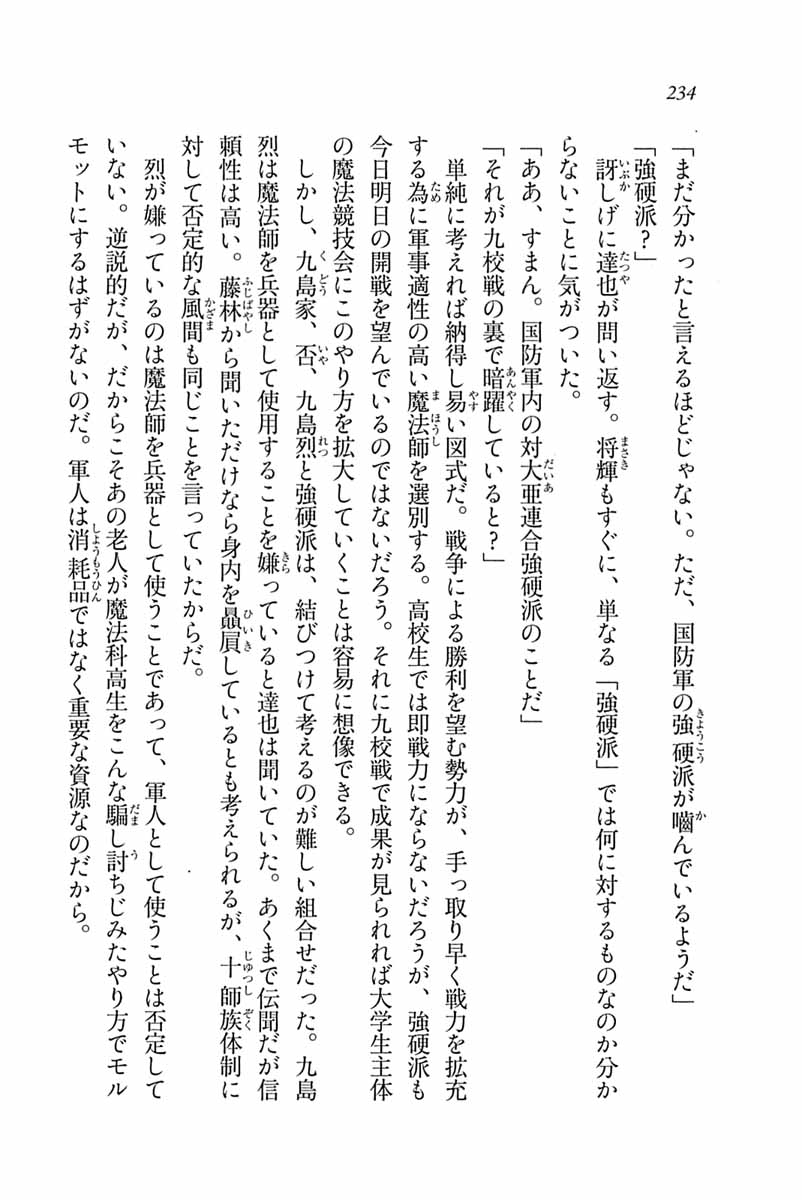 234
「まだ分かったと言えるほどじゃない。ただ、国防軍の強硬派が嚙んでいるようだ」
「強硬派？」
訝しげに達也が問い返す。将輝もすぐに、単なる「強硬派」では何に対するものなのか分か
らないことに気がついた。
「ああ、すまん。国防軍内の対大亜連合強硬派のことだ」
「それが九校戦の裏で暗躍していると？」
単純に考えれば納得し易い図式だ。戦争による勝利を望む勢力が、手っ取り早く戦力を拡充
する為に軍事適性の高い魔法師を選別する。高校生では即戦力にならないだろうが、強硬派も
今日明日の開戦を望んでいるのではないだろう。それに九校戦で成果が見られれば大学生主体
の魔法競技会にこのやり方を拡大していくことは容易に想像できる。
しかし、九島家、否、九島烈と強硬派は、結びつけて考えるのが難しい組合せだった。九島
烈は魔法師を兵器として使用することを嫌っていると達也は聞いていた。あくまで伝聞だが信
頼性は高い。藤林から聞いただけなら身内を贔屓しているとも考えられるが、十師族体制に
対して否定的な風間も同じことを言っていたからだ。
烈が嫌っているのは魔法師を兵器として使うことであって、軍人として使うことは否定して
いない。逆説的だが、だからこそあの老人が魔法科高生をこんな騙し討ちじみたやり方でモル
モットにするはずがないのだ。軍人は消耗品ではなく重要な資源なのだから。